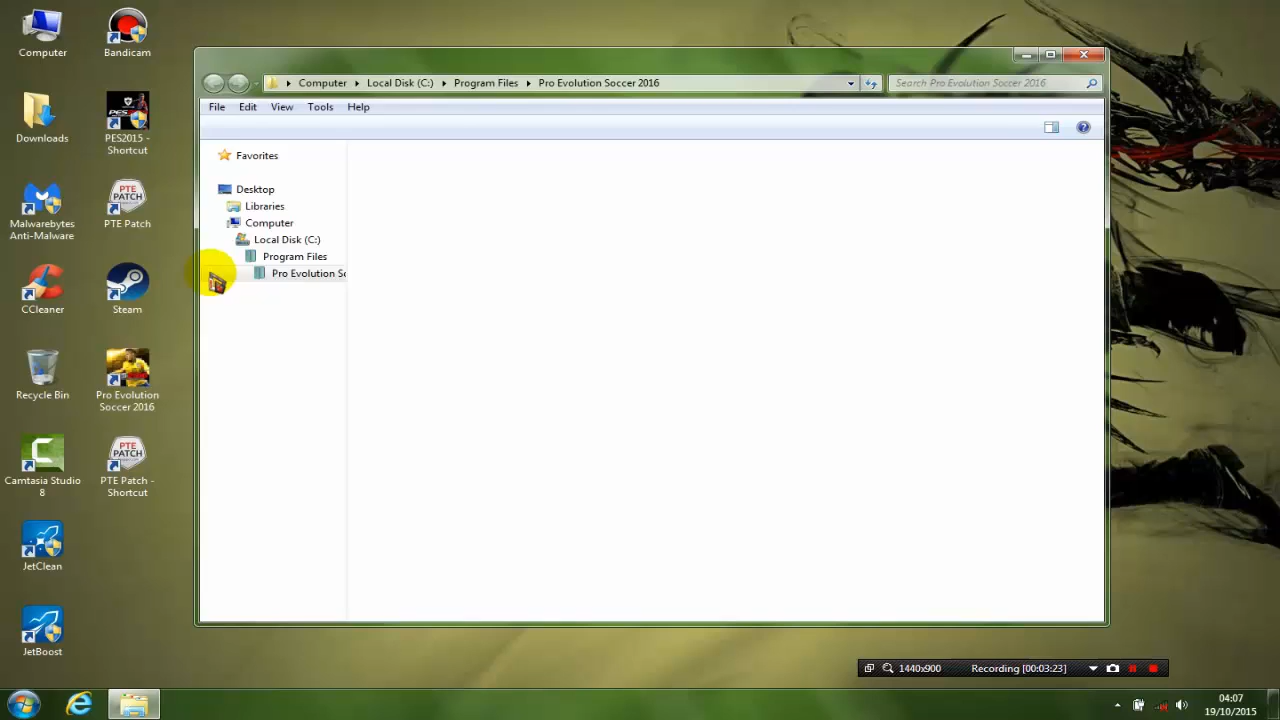 Computer
Bandicam
Downloads
PES2015 -
Shortcut
Malwarebytes
Anti-Malware
PTE
PATCH
PTE Patch
CCleaner
Steam
Recycle Bin
Pro Evolution
Soccer 2016
Camtasia Studio
8
PTE
PATCH
PTE Patch -
Shortcut
JetClean
JetBoost
Computer Local Disk (C:) Program Files Pro Evolution Soccer 2016
Search Pro Evolution Soccer 2016
File Edit View Tools Help
Favorites
Desktop
Libraries
Computer
Local Disk (C:)
Program Files
Pro Evolution So
1440x900 Recording [00:03:23]
04:07
19/10/2015